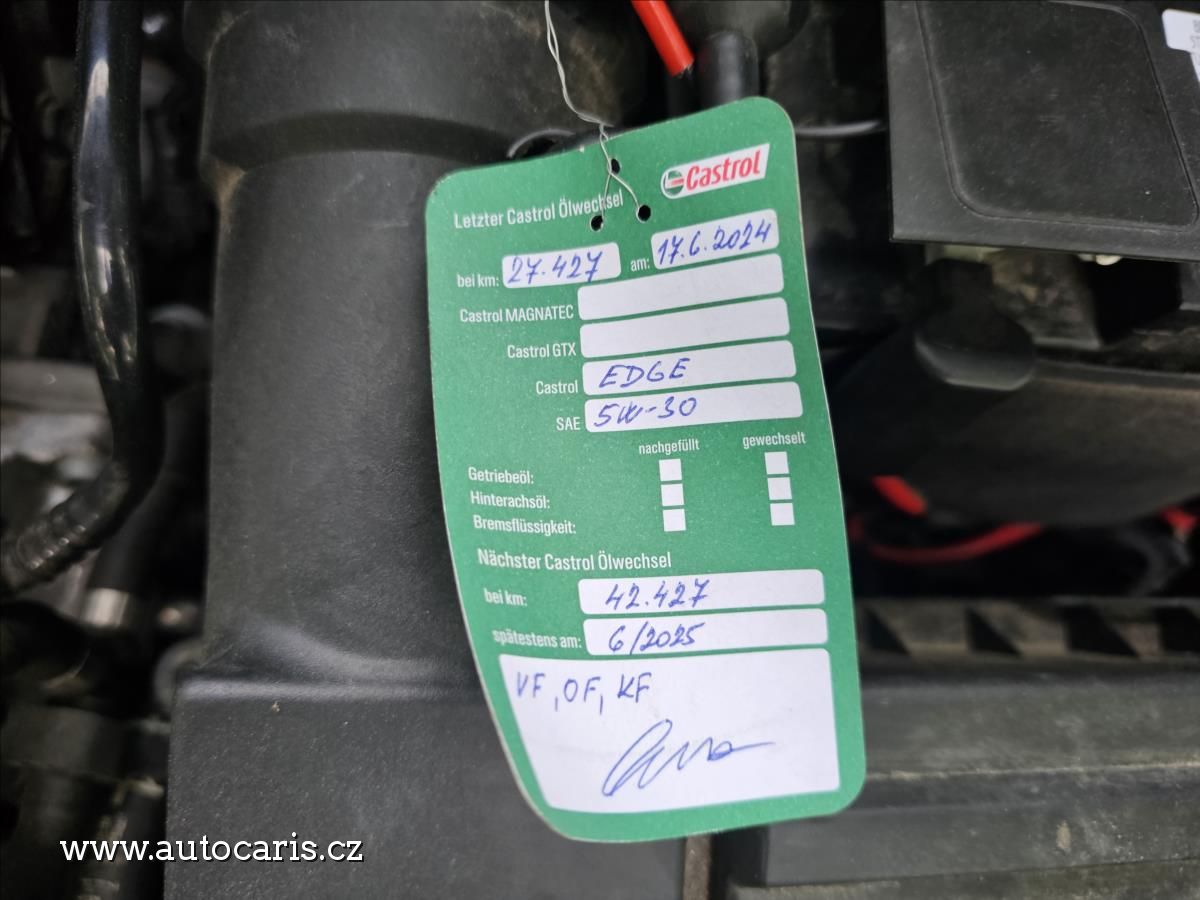 Castrol
Letzter Castrol Ölwechsel
bei km: 27.427 am: 17.6.2024
Castrol MAGNATEC
Castrol GTX
Castrol EDGE
SAE 5W-30
nachgefüllt gewechselt
Getriebeöl:
Hinterachsöl:
Bremsflüssigkeit:
Nächster Castrol Ölwechsel
bei km: 42.427
spätestens am: 6/2025
VF, OF, KF
www.autocaris.cz